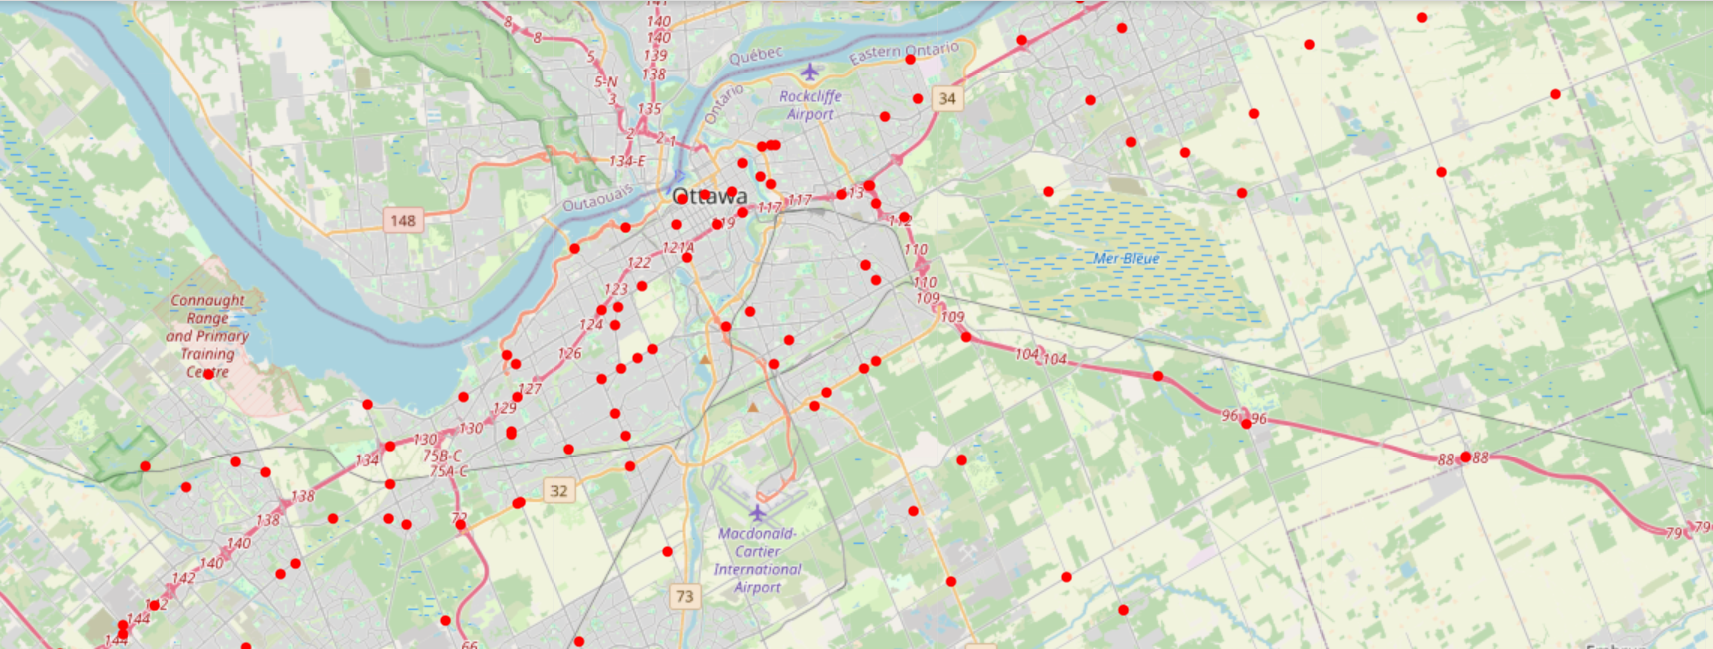 141
140
140
139
138
135
8
8
5
5-N
3
2
2
1
134-E
Québec
Eastern Ontario
Ontario
Rockcliffe
Airport
34
148
Outaouais
Ottawa
117
117
113
112
119
121A
122
123
124
126
127
129
130
130
134
110
110
109
109
104
104
96
96
88
88
79
79
Mer Bleue
Connaught
Range
and Primary
Training
Centre
75B-C
75A-C
138
138
140
140
142
142
144
144
72
66
32
73
Macdonald-
Cartier
International
Airport